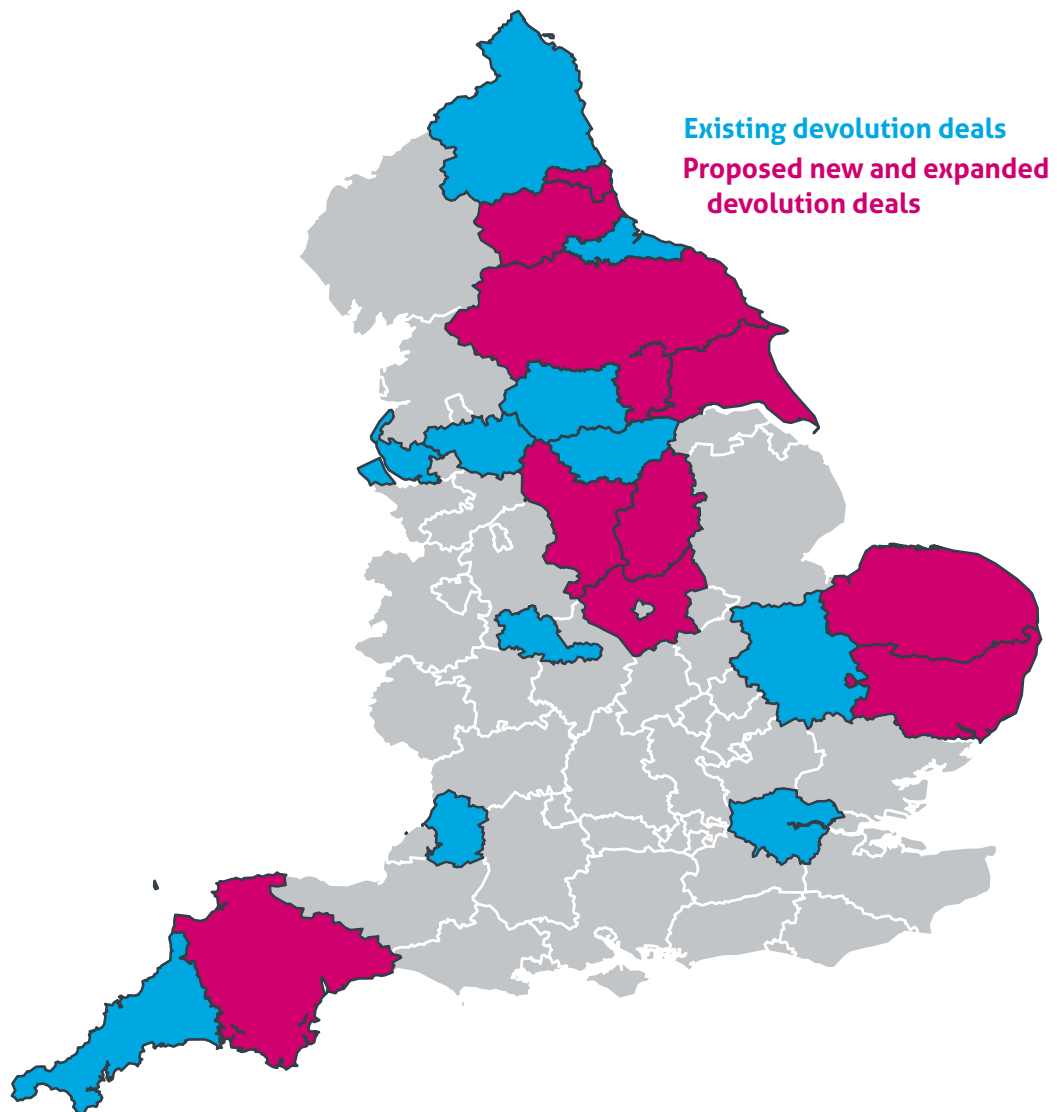 Existing devolution deals
Proposed new and expanded
devolution deals